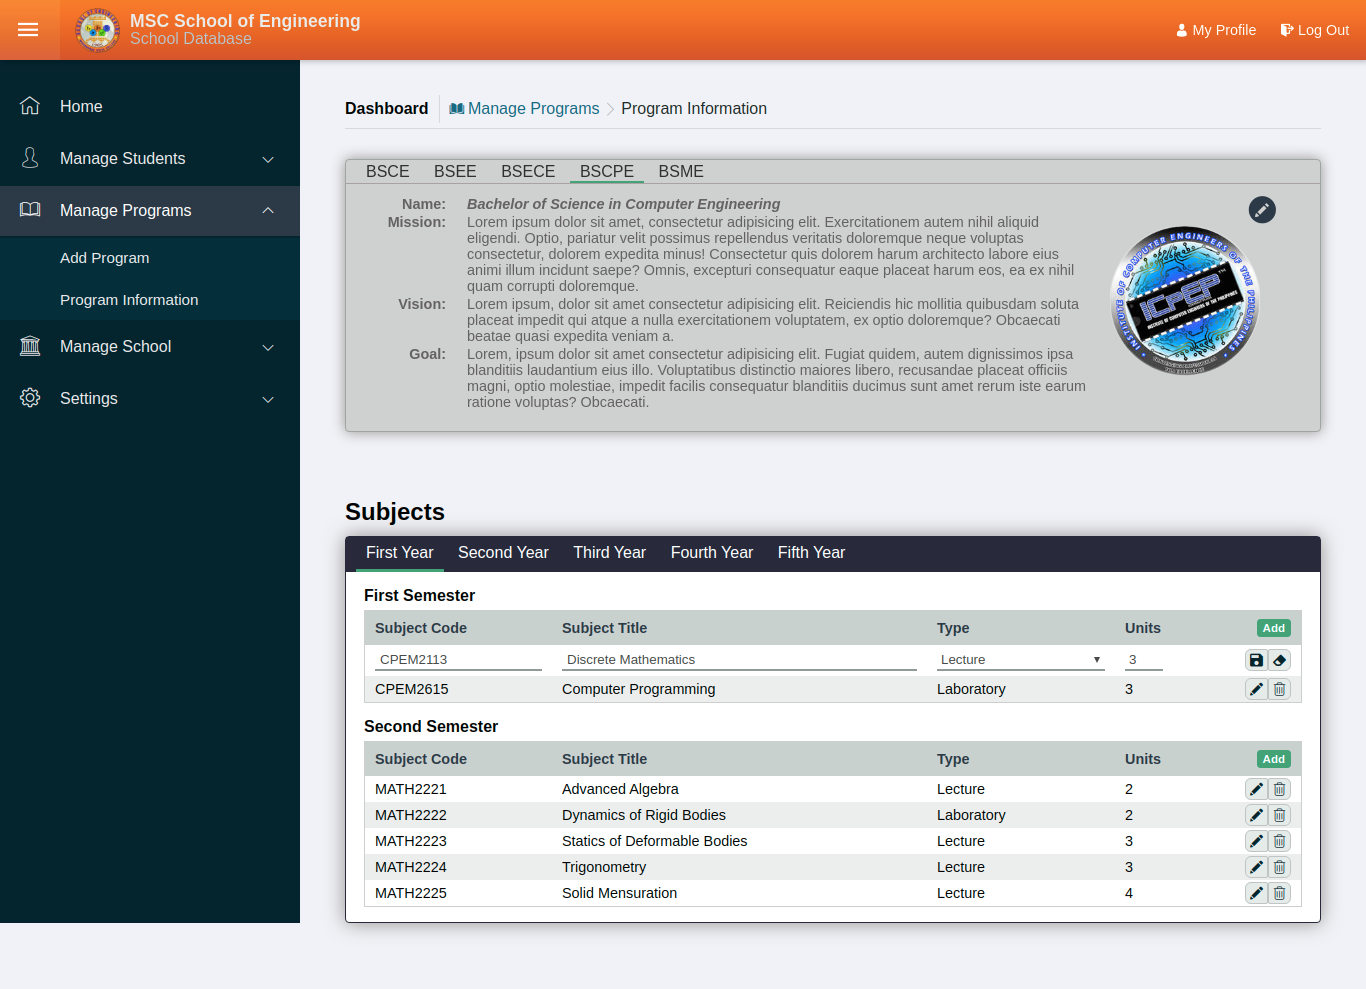 MSC School of Engineering
School Database
My Profile
Log Out
Home
Manage Students
Manage Programs
Add Program
Program Information
Manage School
Settings
Dashboard
Manage Programs
Program Information
BSCE BSEE BSECE BSCPE BSME
Name: Bachelor of Science in Computer Engineering
Mission: Lorem ipsum dolor sit amet, consectetur adipisicing elit. Exercitationem autem nihil aliquid
eligendi. Optio, pariatur velit possimus repellendus veritatis doloremque neque voluptas
consectetur, dolorem expedita minus! Consectetur quis dolorem harum architecto labore eius
animi illum incidunt saepe? Omnis, excepturi consequatur eaque placeat harum eos, ea ex nihil
quam corrupti doloremque.
Vision: Lorem ipsum, dolor sit amet consectetur adipisicing elit. Reiciendis hic mollitia quibusdam soluta
placeat impedit qui atque a nulla exercitationem voluptatem, ex optio doloremque? Obcaecati
beatae quasi expedita veniam a.
Goal: Lorem, ipsum dolor sit amet consectetur adipisicing elit. Fugiat quidem, autem dignissimos ipsa
blanditiis laudantium eius illo. Voluptatibus distinctio maiores libero, recusandae placeat officiis
magni, optio molestiae, impedit facilis consequatur blanditiis ducimus sunt amet rerum iste earum
ratione voluptas? Obcaecati.
INSTITUTE OF COMPUTER ENGINEERS OF THE PHILIPPINES
ICPEP™
INSTITUTE OF COMPUTER ENGINEERS OF THE PHILIPPINES
Subjects
First Year Second Year Third Year Fourth Year Fifth Year
First Semester
Subject Code Subject Title Type Units Add
CPEM2113 Discrete Mathematics Lecture 3
CPEM2615 Computer Programming Laboratory 3
Second Semester
Subject Code Subject Title Type Units Add
MATH2221 Advanced Algebra Lecture 2
MATH2222 Dynamics of Rigid Bodies Laboratory 2
MATH2223 Statics of Deformable Bodies Lecture 3
MATH2224 Trigonometry Lecture 3
MATH2225 Solid Mensuration Lecture 4